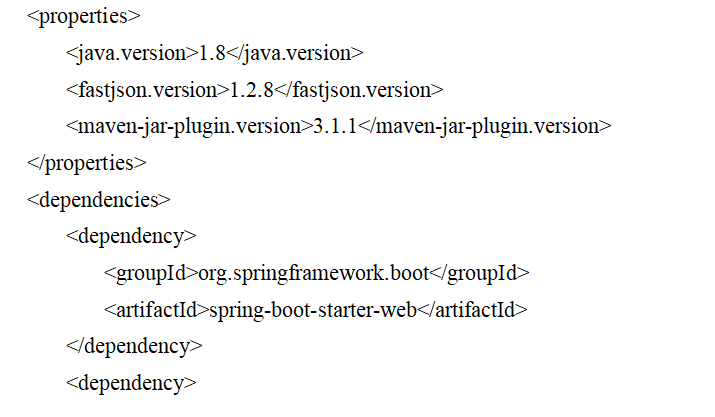 <properties>
<java.version>1.8</java.version>
<fastjson.version>1.2.8</fastjson.version>
<maven-jar-plugin.version>3.1.1</maven-jar-plugin.version>
</properties>
<dependencies>
<dependency>
<groupId>org.springframework.boot</groupId>
<artifactId>spring-boot-starter-web</artifactId>
</dependency>
<dependency>